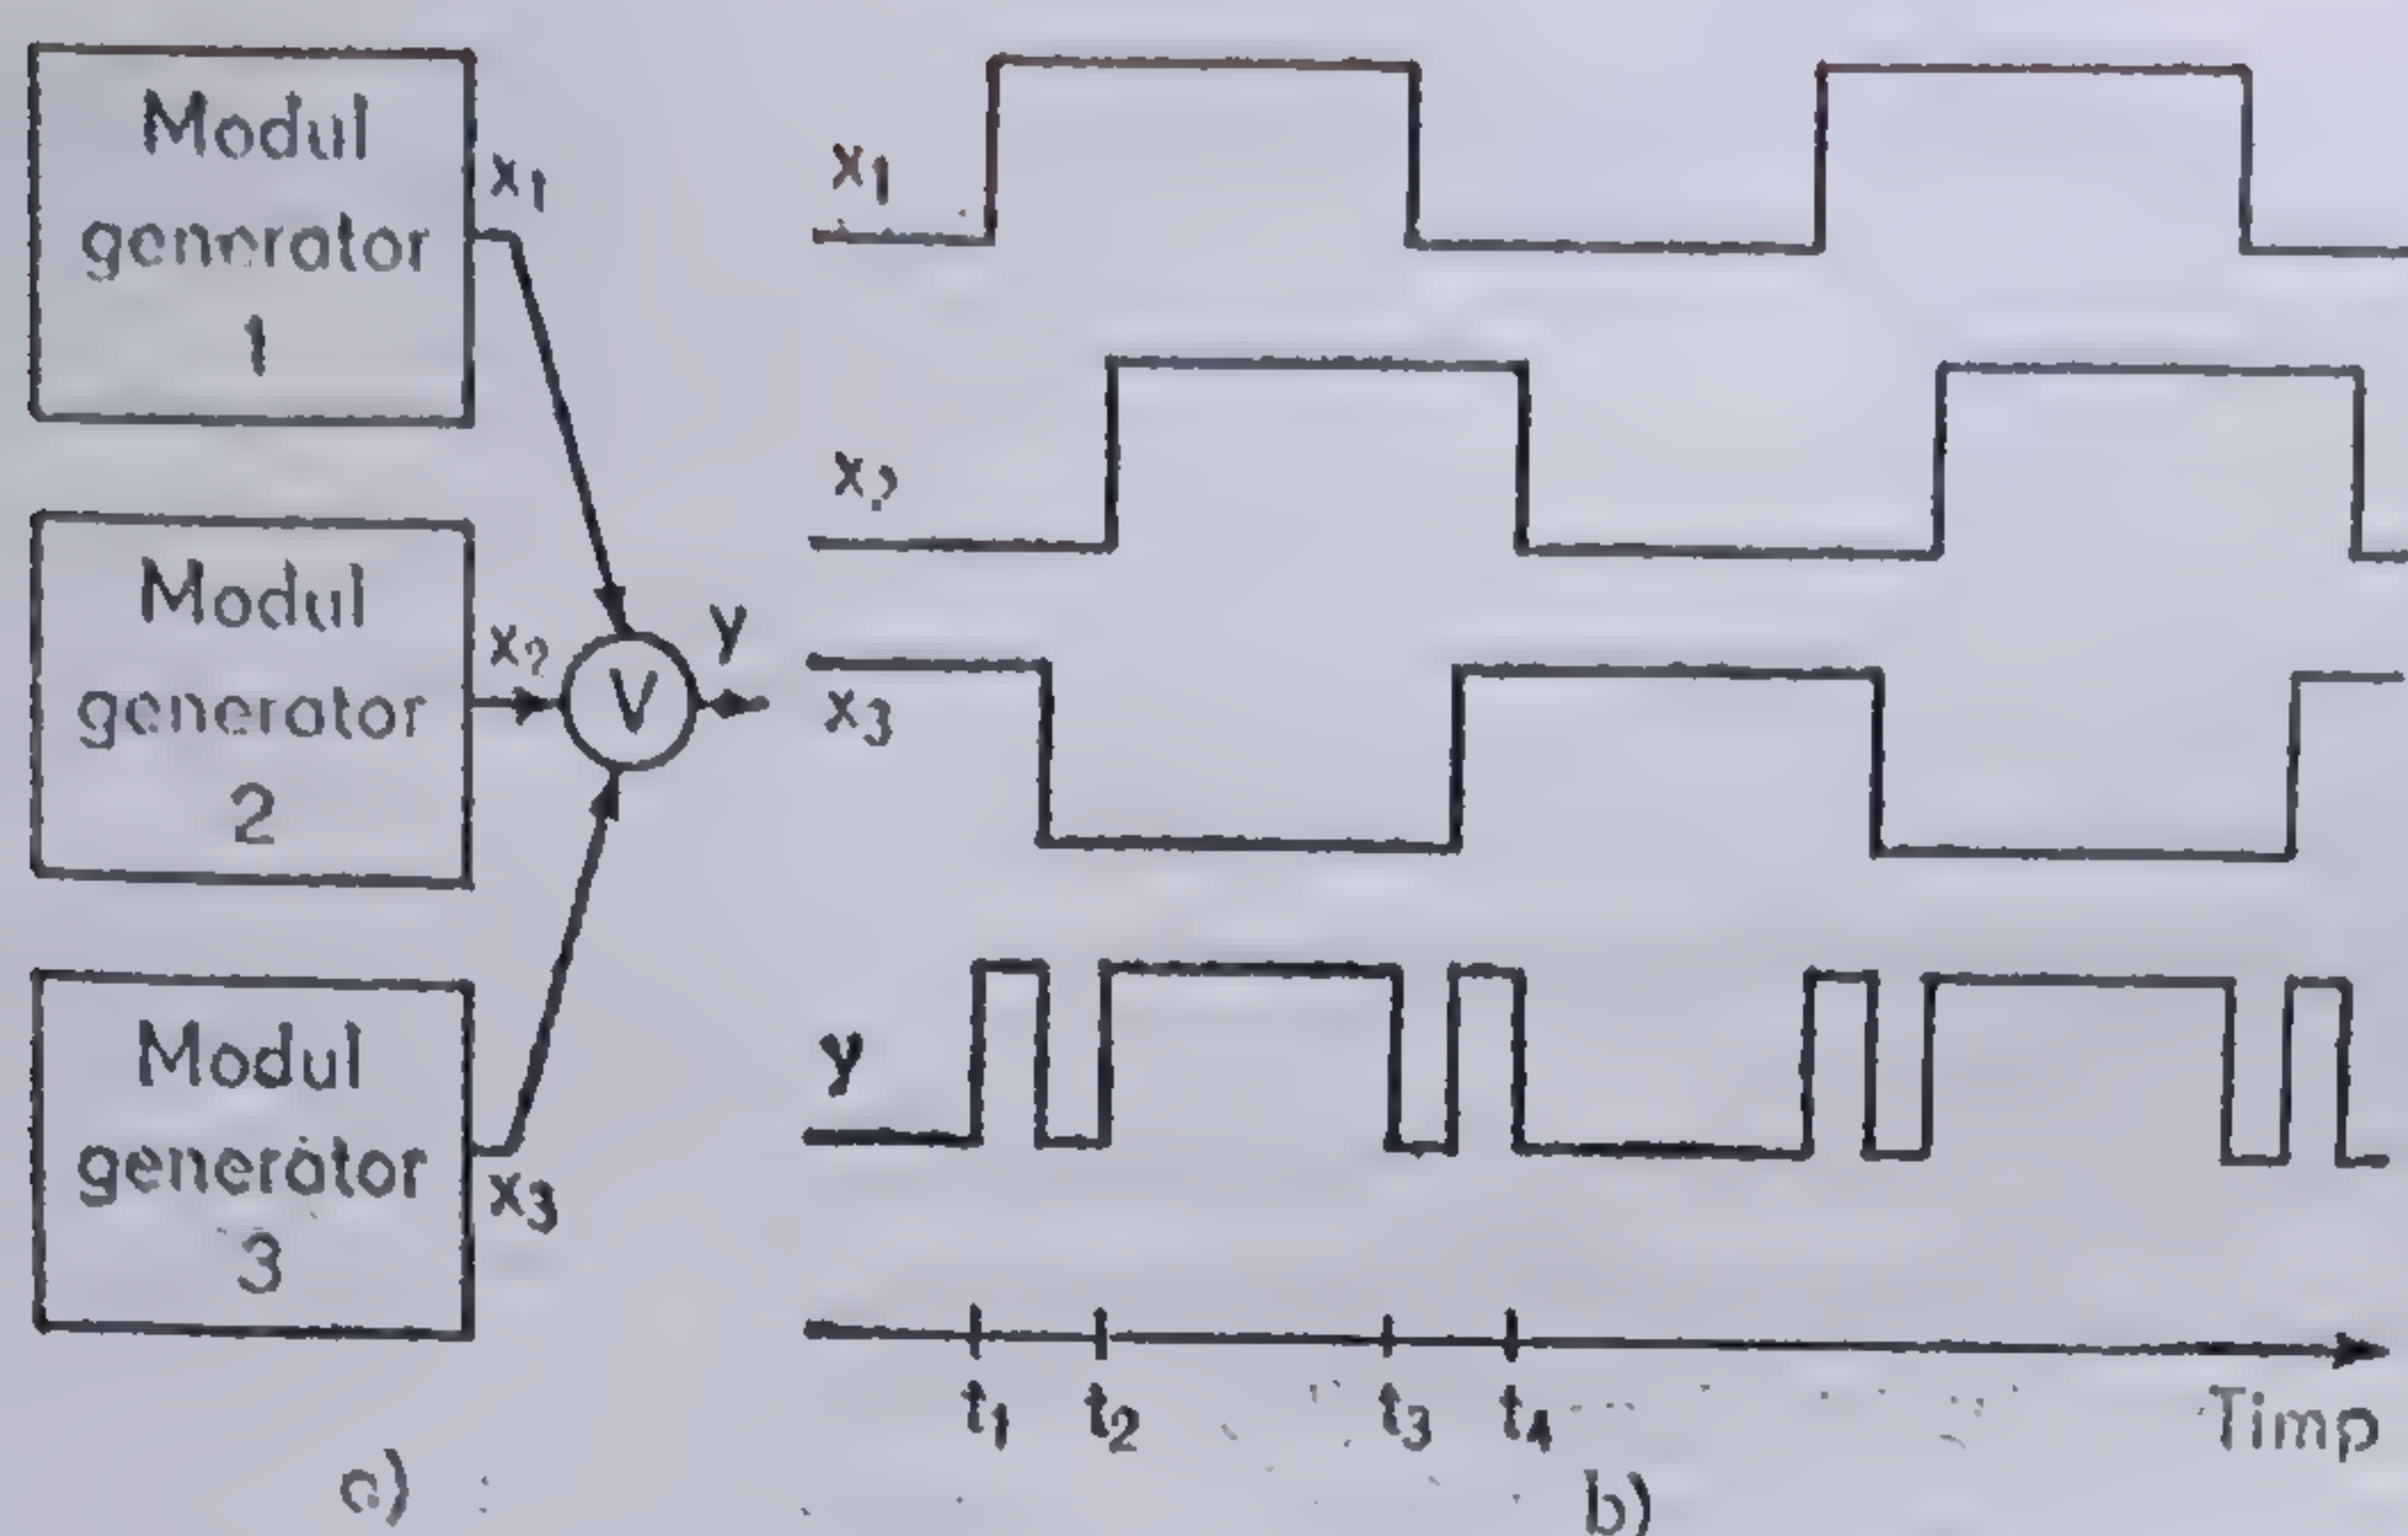 Modul
generator
1
x1
Modul
generator
2
x2
V
y
Modul
generator
3
x3
x1
x2
x3
y
t1 t2 t3 t4
Timp
a)
b)